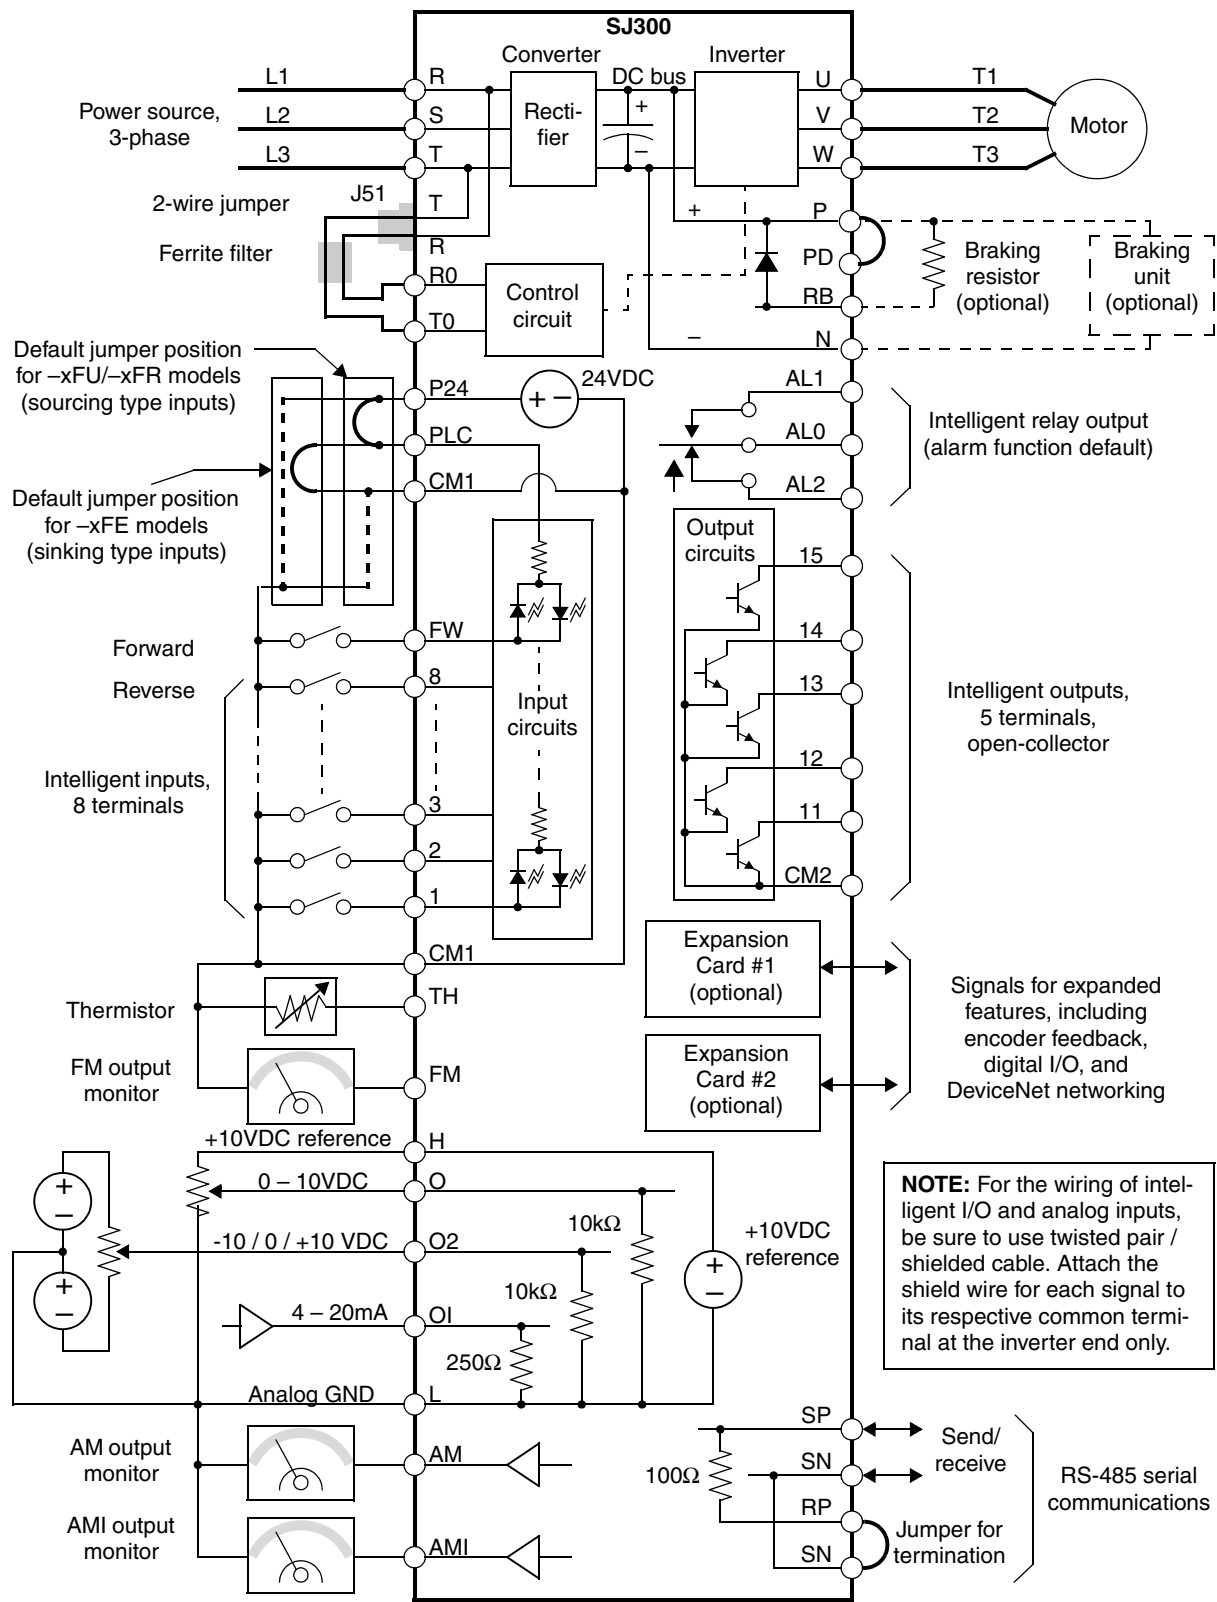 SJ300
Converter
Inverter
L1
R
DC bus
U
T1
Power source,
3-phase
L2
S
Recti-
fier
+
–
V
T2
Motor
L3
T
W
T3
J51
2-wire jumper
T
+
P
Ferrite filter
R
PD
Braking
resistor
(optional)
Braking
unit
(optional)
R0
Control
circuit
RB
T0
–
N
Default jumper position
for –xFU/–xFR models
(sourcing type inputs)
P24
+ –
24VDC
AL1
PLC
AL0
Intelligent relay output
(alarm function default)
CM1
AL2
Default jumper position
for –xFE models
(sinking type inputs)
Output
circuits
15
Forward
FW
14
Reverse
8
13
Input
circuits
Intelligent outputs,
5 terminals,
open-collector
Intelligent inputs,
8 terminals
12
3
11
2
CM2
1
CM1
Expansion
Card #1
(optional)
Thermistor
TH
Signals for expanded
features, including
encoder feedback,
digital I/O, and
DeviceNet networking
FM output
monitor
FM
Expansion
Card #2
(optional)
+10VDC reference
H
0 – 10VDC
O
+
–
10kΩ
-10 / 0 / +10 VDC
O2
+10VDC
reference
+
–
+
–
10kΩ
4 – 20mA
OI
250Ω
NOTE: For the wiring of intel-
ligent I/O and analog inputs,
be sure to use twisted pair /
shielded cable. Attach the
shield wire for each signal to
its respective common termi-
nal at the inverter end only.
Analog GND
L
SP
AM output
monitor
AM
100Ω
SN
Send/
receive
RS-485 serial
communications
RP
AMI output
monitor
AMI
SN
Jumper for
termination